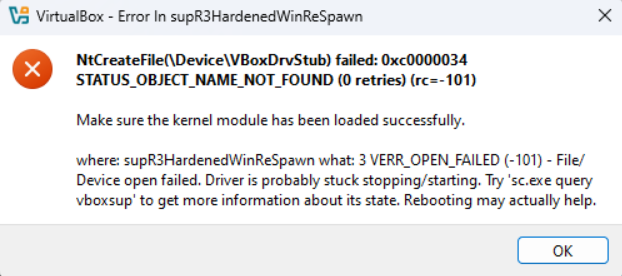 VirtualBox - Error In supR3HardenedWinReSpawn
NtCreateFile(\Device\VBoxDrvStub) failed: 0xc0000034
STATUS_OBJECT_NAME_NOT_FOUND (0 retries) (rc=-101)
Make sure the kernel module has been loaded successfully.
where: supR3HardenedWinReSpawn what: 3 VERR_OPEN_FAILED (-101) - File/
Device open failed. Driver is probably stuck stopping/starting. Try 'sc.exe query
vboxsup' to get more information about its state. Rebooting may actually help.
OK